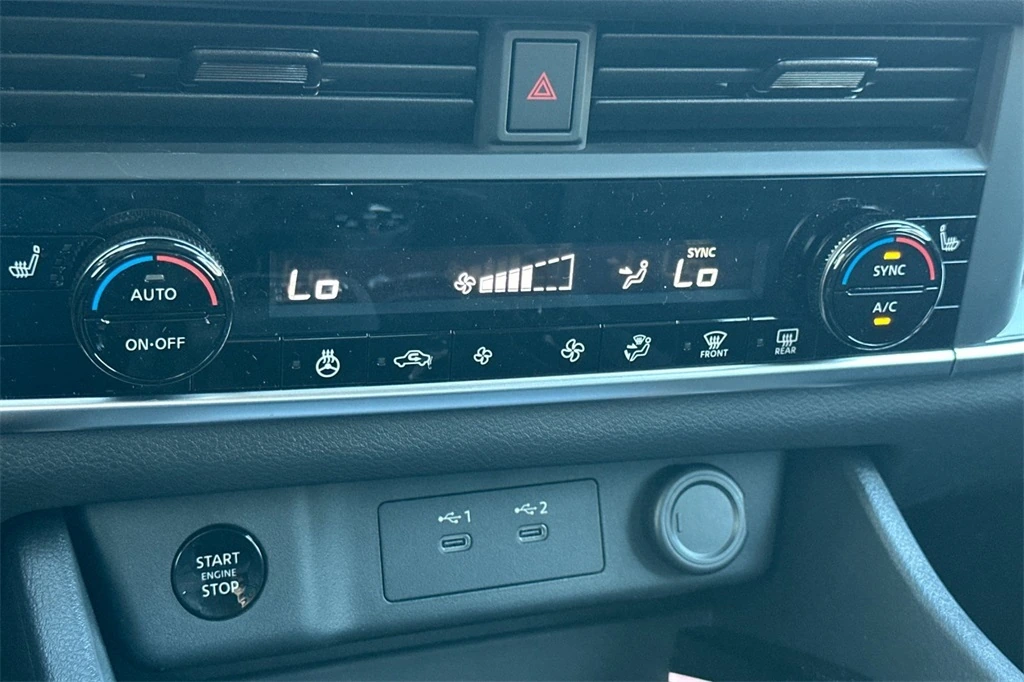 Lo
SYNC
Lo
AUTO
ON·OFF
SYNC
A/C
FRONT
REAR
START
ENGINE
STOP
1
2